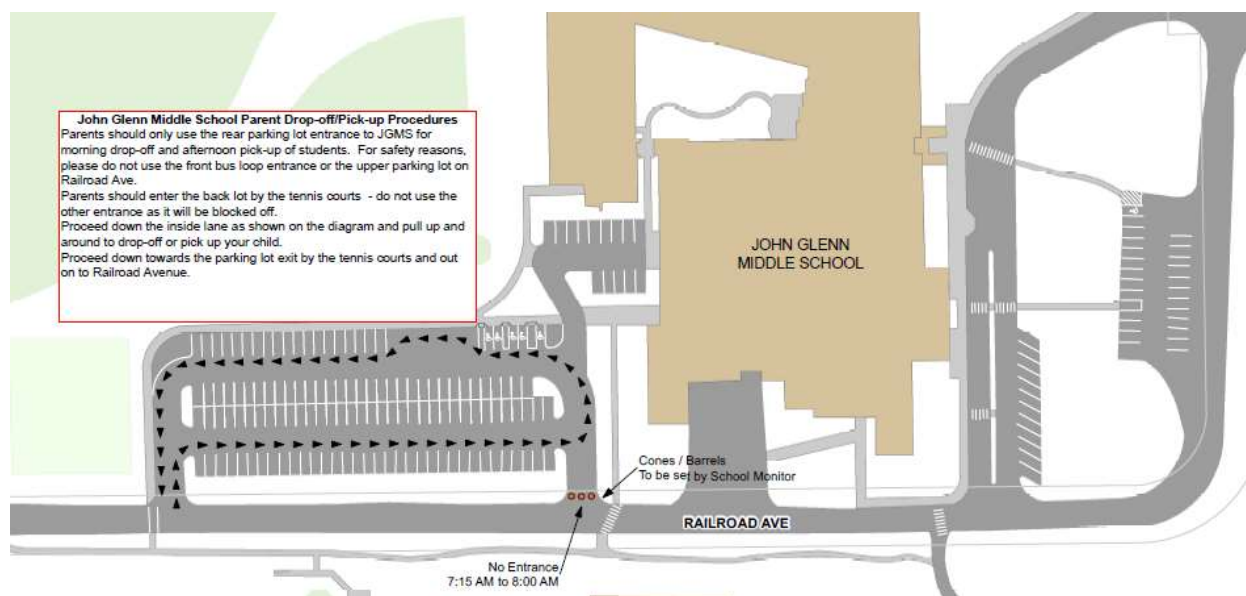 John Glenn Middle School Parent Drop-off/Pick-up Procedures
Parents should only use the rear parking lot entrance to JGMS for
morning drop-off and afternoon pick-up of students. For safety reasons,
please do not use the front bus loop entrance or the upper parking lot on
Railroad Ave.
Parents should enter the back lot by the tennis courts - do not use the
other entrance as it will be blocked off.
Proceed down the inside lane as shown on the diagram and pull up and
around to drop-off or pick up your child.
Proceed down towards the parking lot exit by the tennis courts and out
on to Railroad Avenue.
JOHN GLENN
MIDDLE SCHOOL
Cones / Barrels
To be set by School Monitor
RAILROAD AVE
No Entrance
7:15 AM to 8:00 AM